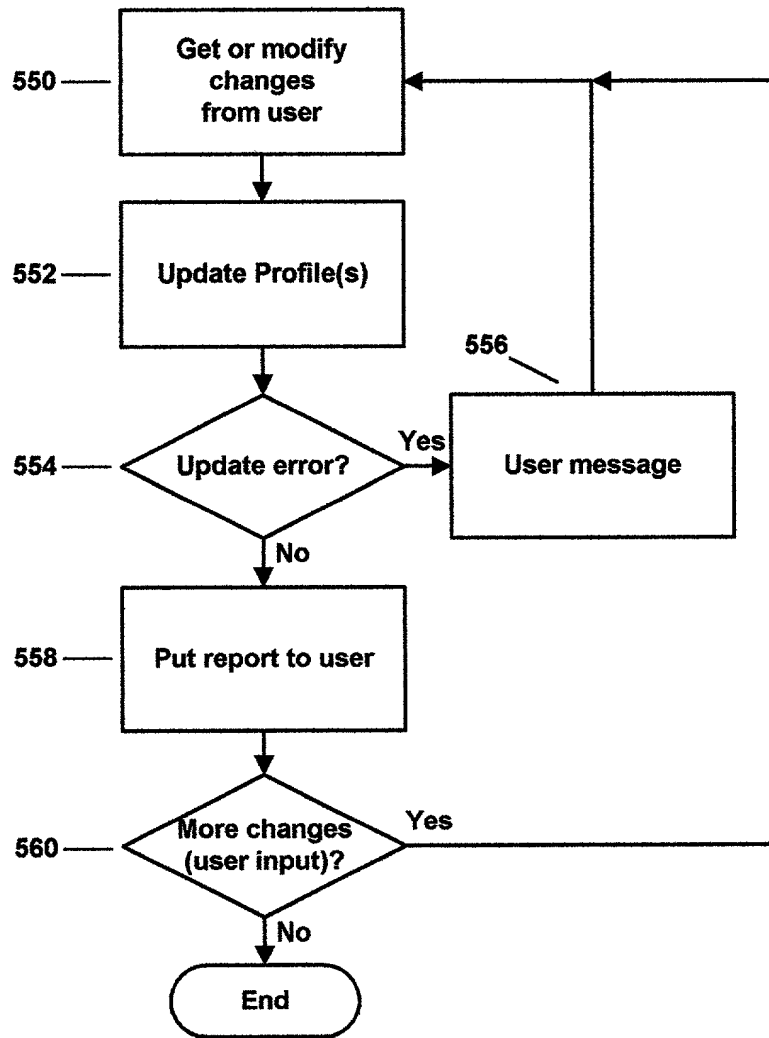 550
Get or modify
changes
from user
552
Update Profile(s)
556
554
Update error?
Yes
User message
No
558
Put report to user
560
More changes
(user input)?
Yes
No
End